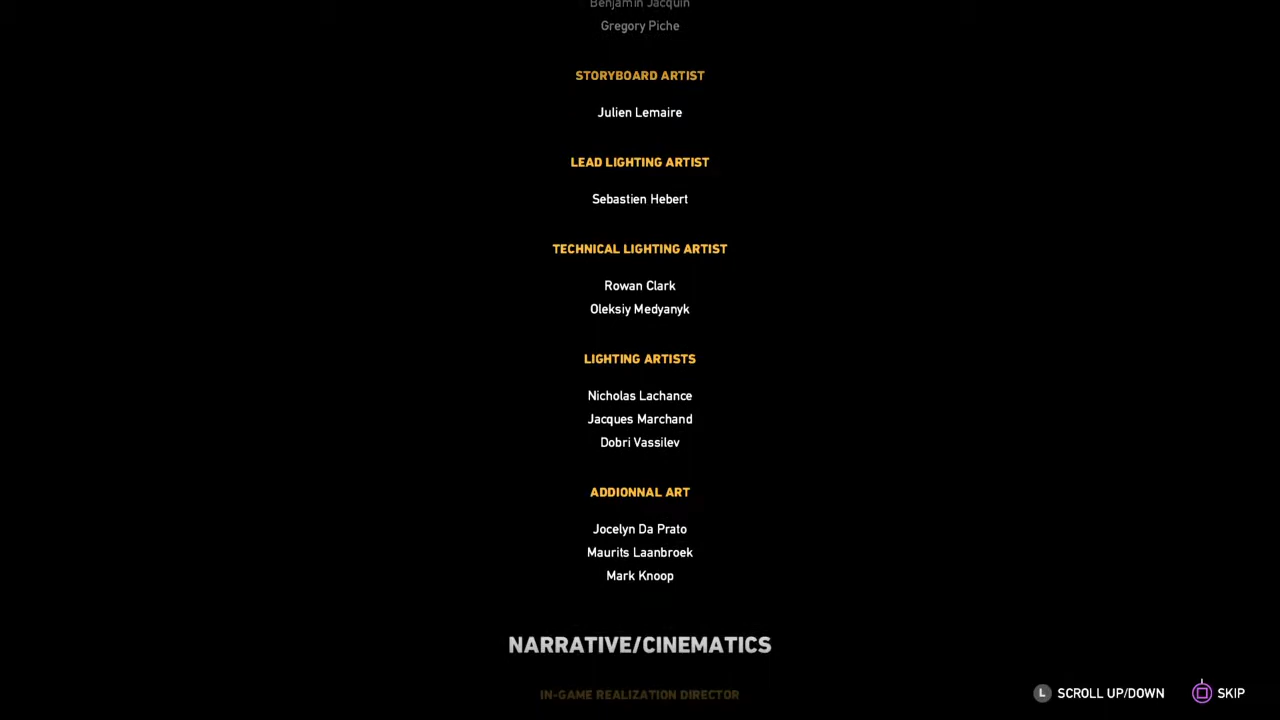 Benjamin Jacquin
Gregory Piche
STORYBOARD ARTIST
Julien Lemaire
LEAD LIGHTING ARTIST
Sebastien Hebert
TECHNICAL LIGHTING ARTIST
Rowan Clark
Oleksiy Medyanyk
LIGHTING ARTISTS
Nicholas Lachance
Jacques Marchand
Dobri Vassilev
ADDIONNAL ART
Jocelyn Da Prato
Maurits Laanbroek
Mark Knoop
NARRATIVE/CINEMATICS
IN-GAME REALIZATION DIRECTOR
L SCROLL UP/DOWN SKIP